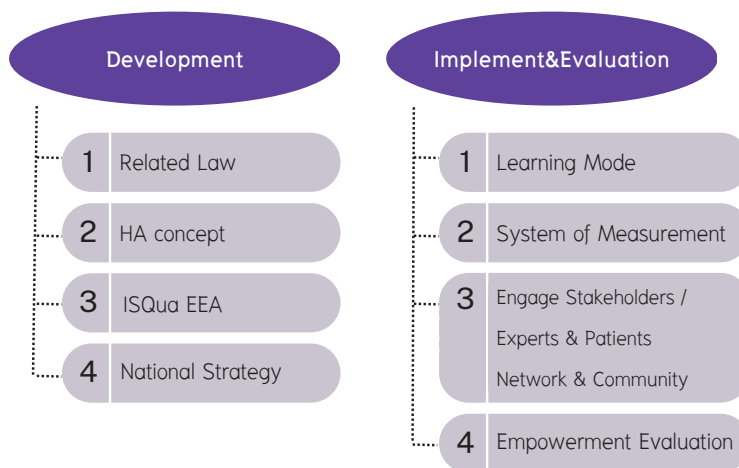 Development
1 Related Law
2 HA concept
3 ISQua EEA
4 National Strategy
Implement&Evaluation
1 Learning Mode
2 System of Measurement
3 Engage Stakeholders /
Experts & Patients
Network & Community
4 Empowerment Evaluation